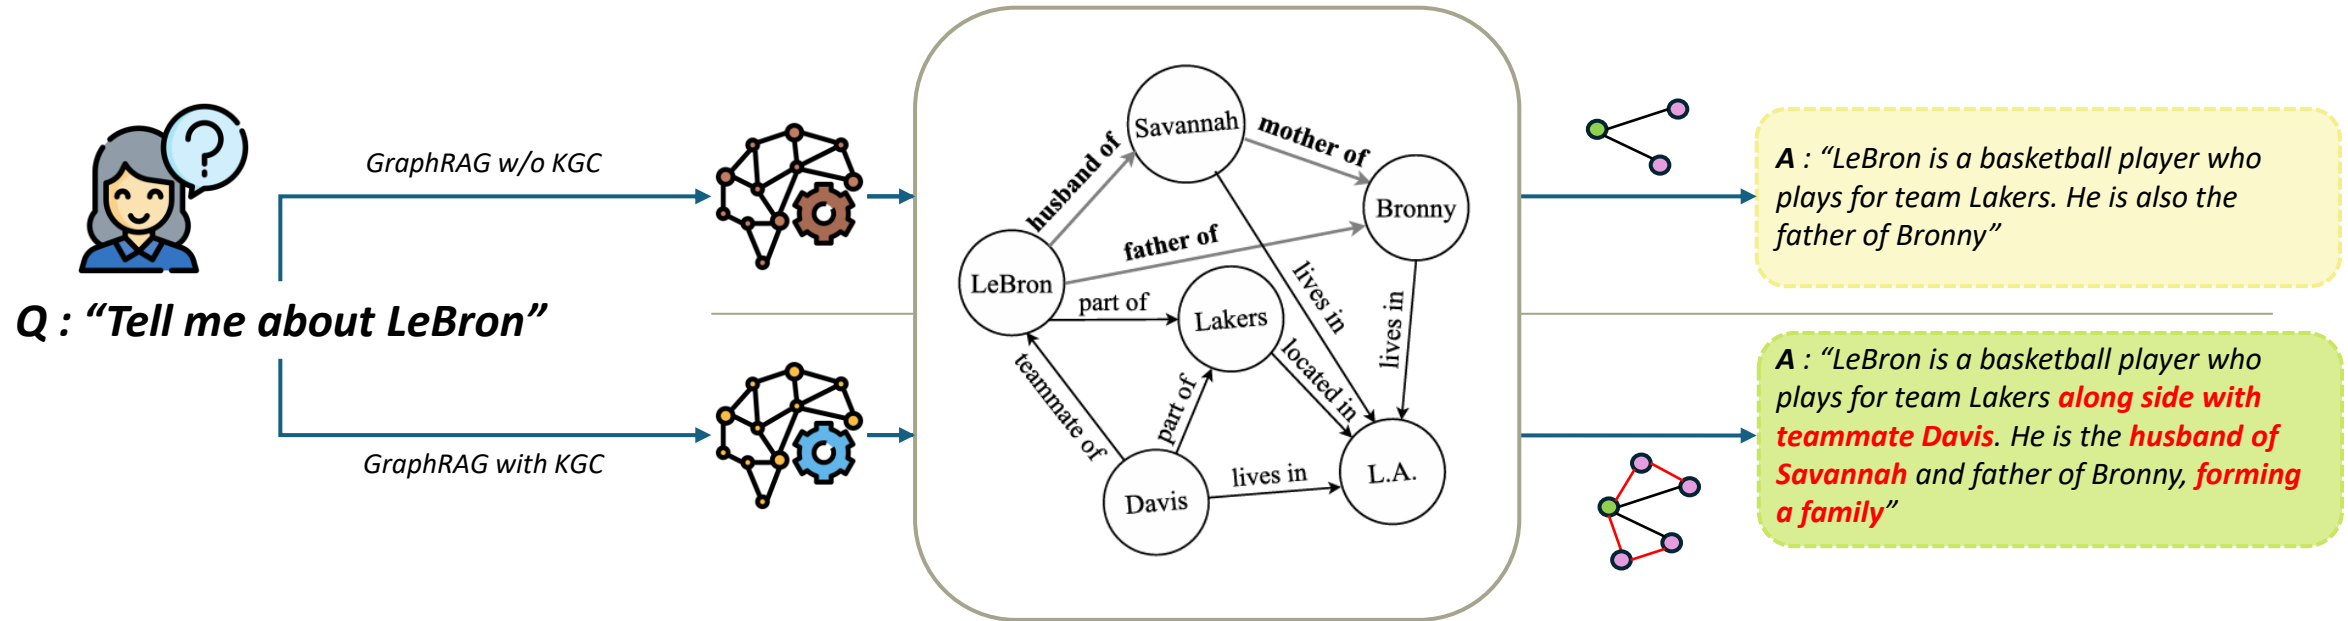 GraphRAG w/o KGC
Q : “Tell me about LeBron”
GraphRAG with KGC
Savannah
husband of
mother of
Bronny
father of
LeBron
part of
Lakers
lives in
lives in
located in
teammate of
part of
Davis
lives in
L.A.
A : “LeBron is a basketball player who
plays for team Lakers. He is also the
father of Bronny”
A : “LeBron is a basketball player who
plays for team Lakers along side with
teammate Davis. He is the husband of
Savannah and father of Bronny, forming
a family”